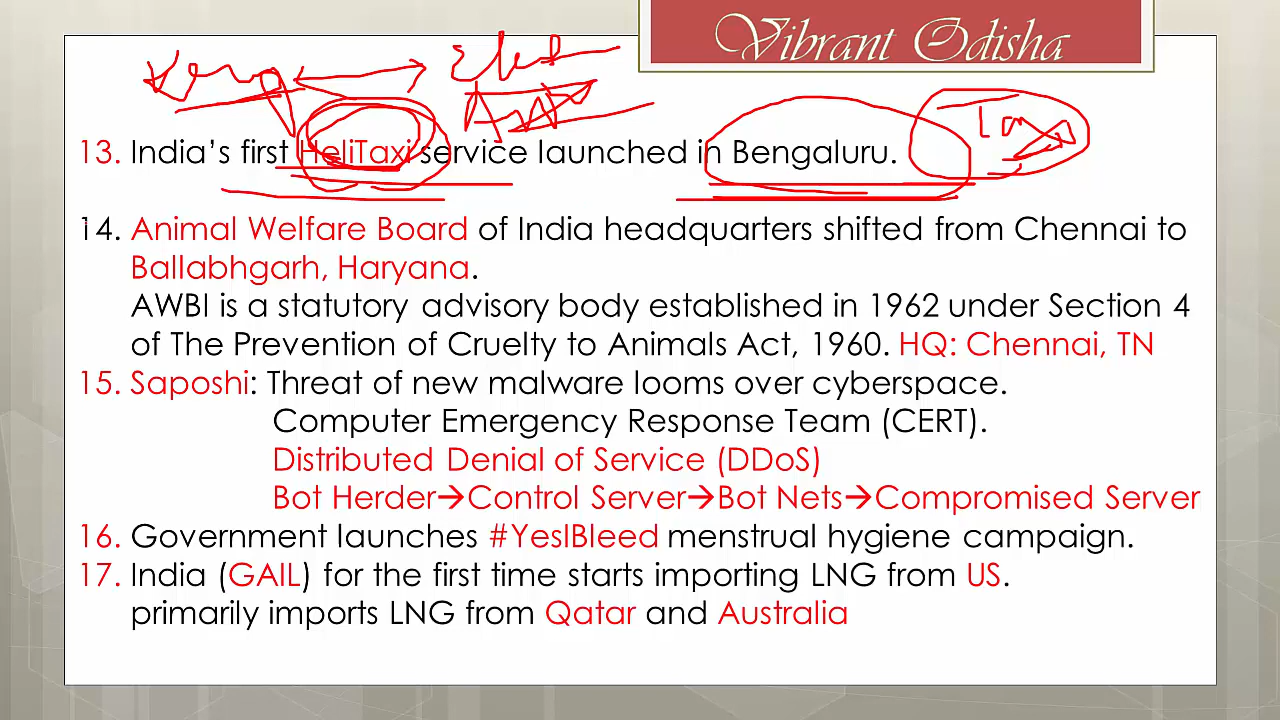 Vibrant Odisha
13. India’s first HeliTaxi service launched in Bengaluru.
14. Animal Welfare Board of India headquarters shifted from Chennai to
Ballabhgarh, Haryana.
AWBI is a statutory advisory body established in 1962 under Section 4
of The Prevention of Cruelty to Animals Act, 1960. HQ: Chennai, TN
15. Saposhi: Threat of new malware looms over cyberspace.
Computer Emergency Response Team (CERT).
Distributed Denial of Service (DDoS)
Bot Herder→Control Server→Bot Nets→Compromised Server
16. Government launches #YesIBleed menstrual hygiene campaign.
17. India (GAIL) for the first time starts importing LNG from US.
primarily imports LNG from Qatar and Australia